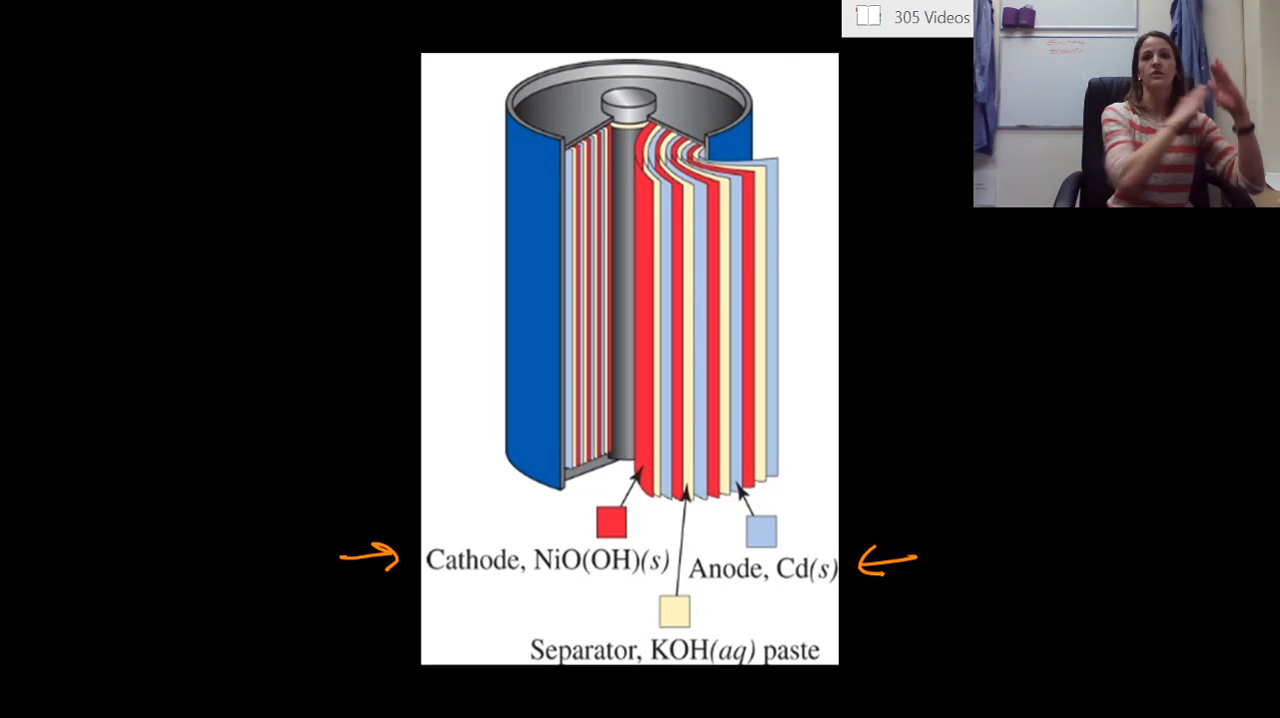 305 Videos
Cathode, NiO(OH)(s)
Anode, Cd(s)
Separator, KOH(aq) paste